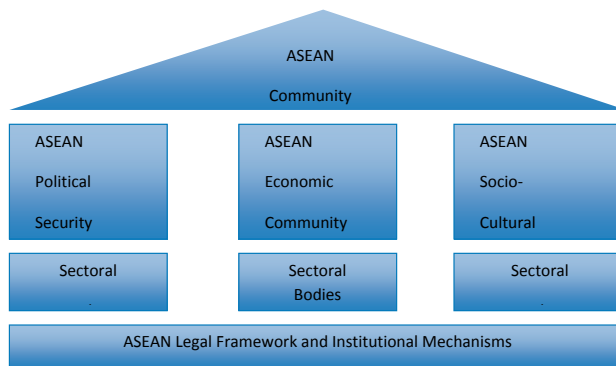 ASEAN
Community
ASEAN
Political
Security
ASEAN
Economic
Community
ASEAN
Socio-
Cultural
Sectoral
Sectoral
Bodies
Sectoral
ASEAN Legal Framework and Institutional Mechanisms